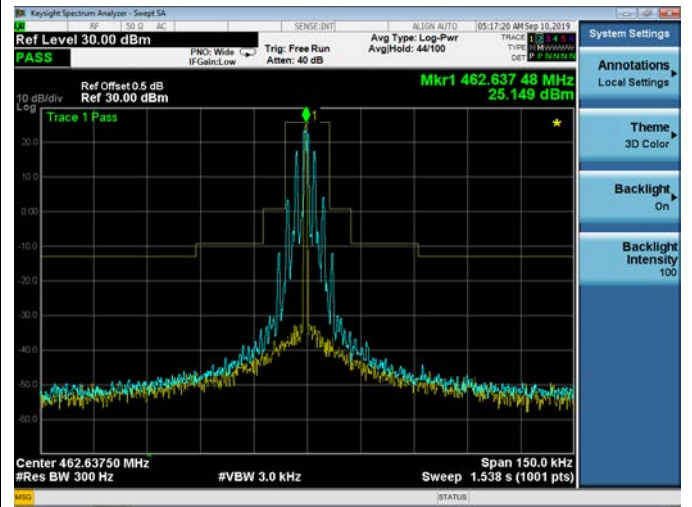 Keysight Spectrum Analyzer - Swept SA
RF 50 Ω AC SENSE:INT ALIGN AUTO 05:17:20 AM Sep 10, 2019
Ref Level 30.00 dBm
PASS
PNO: Wide
IFGain:Low
Trig: Free Run
Atten: 40 dB
Avg Type: Log-Pwr
Avg|Hold: 44/100
TRACE 1 2 3 4 5 6
TYPE M M W W W W
DET P P N N N N
Ref Offset 0.5 dB
Ref 30.00 dBm
10 dB/div
Log
Mkr1 462.637 48 MHz
25.149 dBm
Trace 1 Pass
1
20.0
10.0
0.00
-10.0
-20.0
-30.0
-40.0
-50.0
-60.0
Center 462.63750 MHz
#Res BW 300 Hz
#VBW 3.0 kHz
Span 150.0 kHz
Sweep 1.538 s (1001 pts)
MSG
STATUS
System Settings
Annotations
Local Settings
Theme
3D Color
Backlight
On
Backlight
Intensity
100